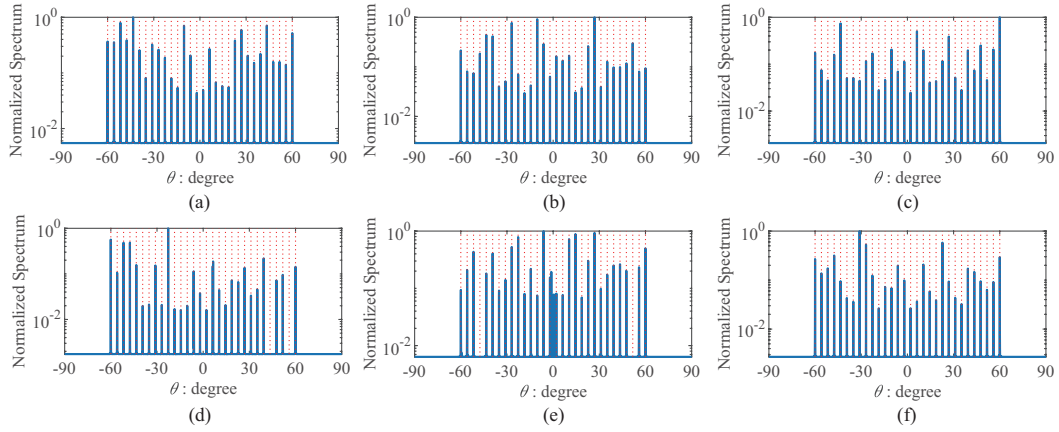 Normalized Spectrum
10^0
10^-2
-90 -60 -30 0 30 60 90
θ : degree
(a)
Normalized Spectrum
10^0
10^-2
-90 -60 -30 0 30 60 90
θ : degree
(b)
Normalized Spectrum
10^0
10^-2
-90 -60 -30 0 30 60 90
θ : degree
(c)
Normalized Spectrum
10^0
10^-2
-90 -60 -30 0 30 60 90
θ : degree
(d)
Normalized Spectrum
10^0
10^-2
-90 -60 -30 0 30 60 90
θ : degree
(e)
Normalized Spectrum
10^0
10^-2
-90 -60 -30 0 30 60 90
θ : degree
(f)